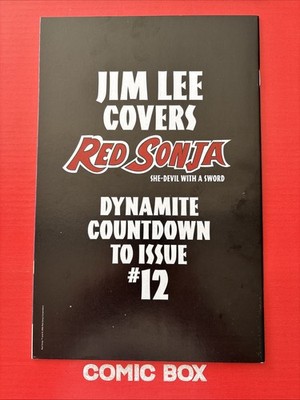 JIM LEE
COVERS
RED SONJA
SHE-DEVIL WITH A SWORD
DYNAMITE
COUNTDOWN
TO ISSUE
#12
COMIC BOX